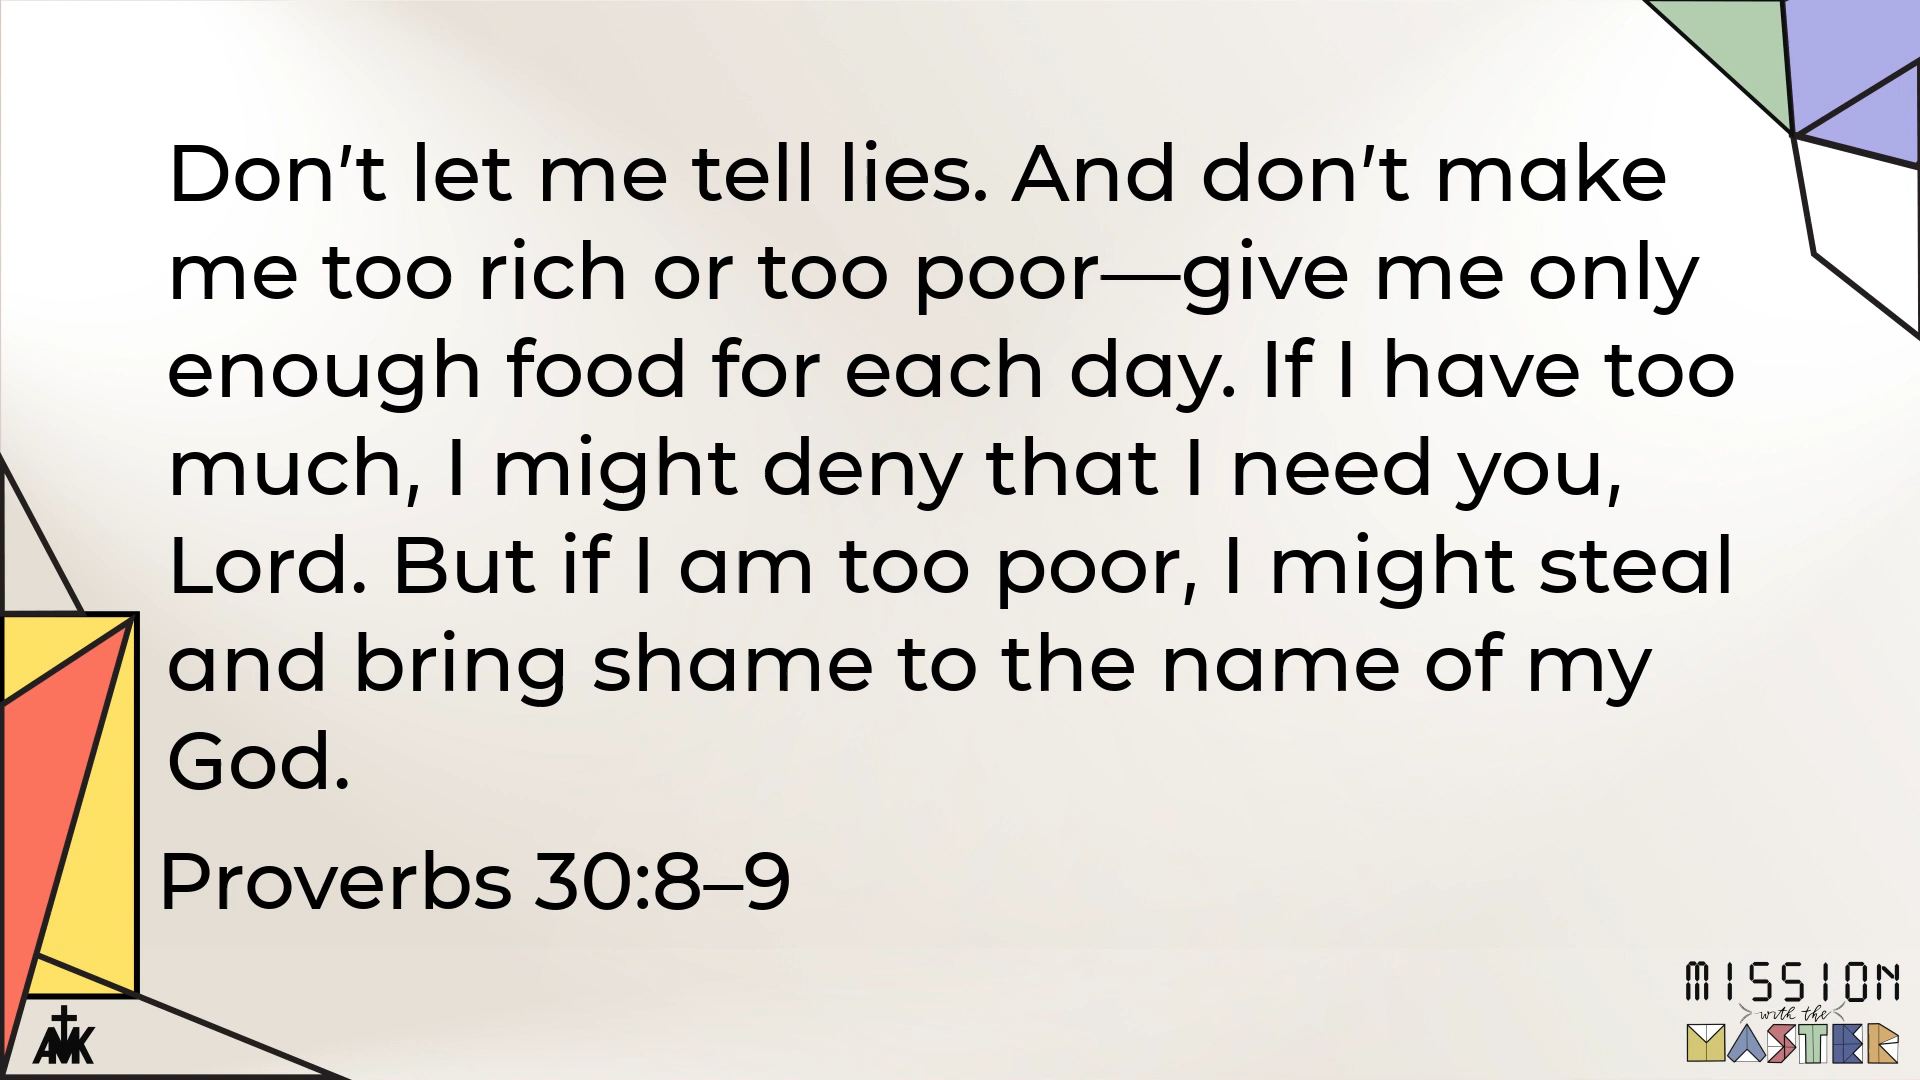 Don't let me tell lies. And don't make
me too rich or too poor—give me only
enough food for each day. If I have too
much, I might deny that I need you,
Lord. But if I am too poor, I might steal
and bring shame to the name of my
God.
Proverbs 30:8–9
AMK
MISSION
with the
MASTER